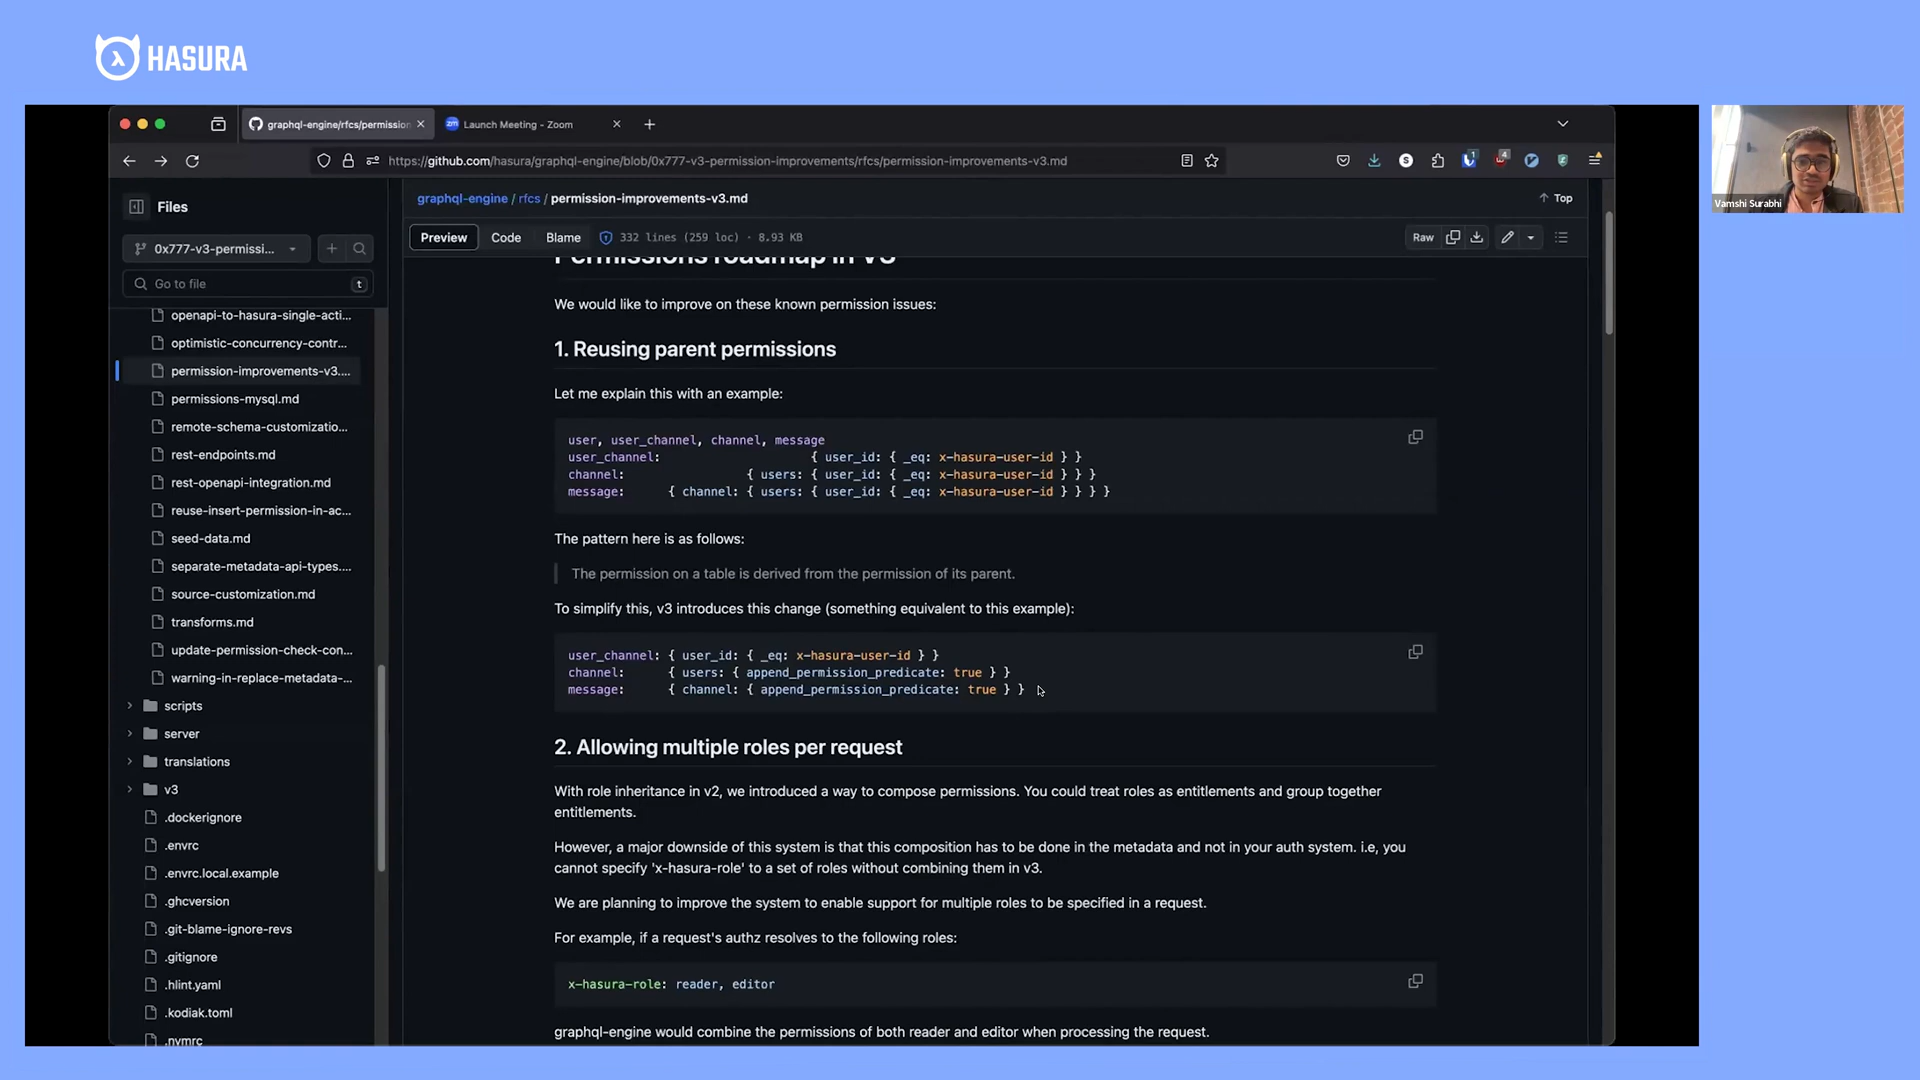 HASURA
graphql-engine/rfcs/permission
Launch Meeting - Zoom
https://github.com/hasura/graphql-engine/blob/0x777-v3-permission-improvements/rfcs/permission-improvements-v3.md
1
4
Vamshi Surabhi
Files
graphql-engine / rfcs / permission-improvements-v3.md
Top
0x777-v3-permissi...
Preview
Code
Blame
332 lines (259 loc) · 8.93 KB
Raw
Go to file
t
openapi-to-hasura-single-acti...
optimistic-concurrency-contr...
permission-improvements-v3....
permissions-mysql.md
remote-schema-customizatio...
rest-endpoints.md
rest-openapi-integration.md
reuse-insert-permission-in-ac...
seed-data.md
separate-metadata-api-types....
source-customization.md
transforms.md
update-permission-check-con...
warning-in-replace-metadata-...
scripts
server
translations
v3
.dockerignore
.envrc
.envrc.local.example
.ghcversion
.git-blame-ignore-revs
.gitignore
.hlint.yaml
.kodiak.toml
.nvmrc
Permissions roadmap in V3
We would like to improve on these known permission issues:
1. Reusing parent permissions
Let me explain this with an example:
user, user_channel, channel, message
user_channel: { user_id: { _eq: x-hasura-user-id } }
channel: { users: { user_id: { _eq: x-hasura-user-id } } }
message: { channel: { users: { user_id: { _eq: x-hasura-user-id } } } }
The pattern here is as follows:
The permission on a table is derived from the permission of its parent.
To simplify this, v3 introduces this change (something equivalent to this example):
user_channel: { user_id: { _eq: x-hasura-user-id } }
channel: { users: { append_permission_predicate: true } }
message: { channel: { append_permission_predicate: true } }
2. Allowing multiple roles per request
With role inheritance in v2, we introduced a way to compose permissions. You could treat roles as entitlements and group together
entitlements.
However, a major downside of this system is that this composition has to be done in the metadata and not in your auth system. i.e, you
cannot specify 'x-hasura-role' to a set of roles without combining them in v3.
We are planning to improve the system to enable support for multiple roles to be specified in a request.
For example, if a request's authz resolves to the following roles:
x-hasura-role: reader, editor
graphql-engine would combine the permissions of both reader and editor when processing the request.